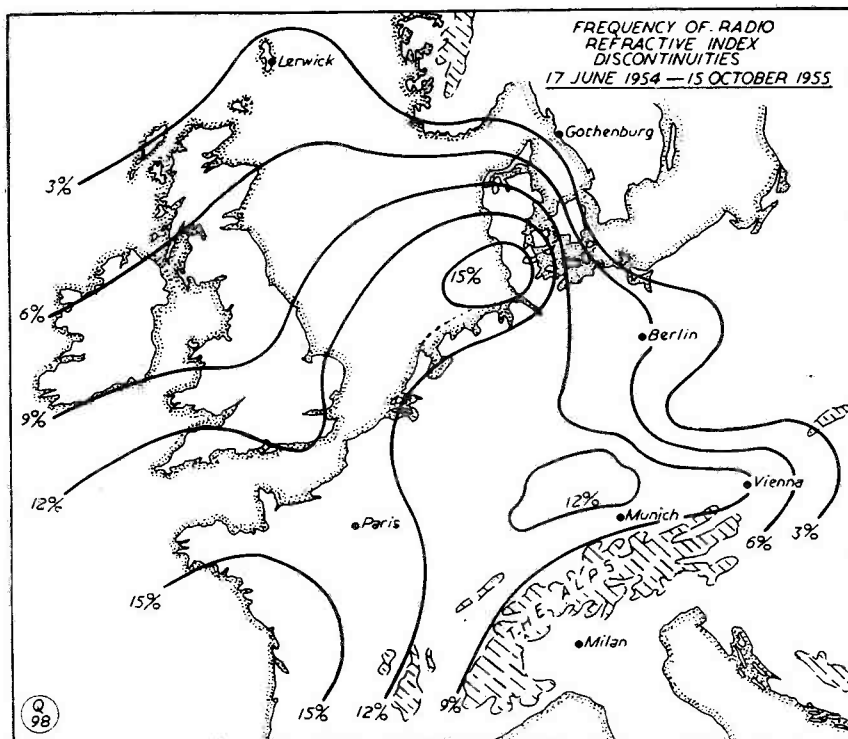 FREQUENCY OF RADIO
REFRACTIVE INDEX
DISCONTINUITIES
17 JUNE 1954 — 15 OCTOBER 1955
Lerwick
Gothenburg
3%
15%
6%
Berlin
9%
12%
Vienna
12%
Munich
Paris
6%
3%
15%
THE ALPS
Milan
15%
12%
9%
Q
98